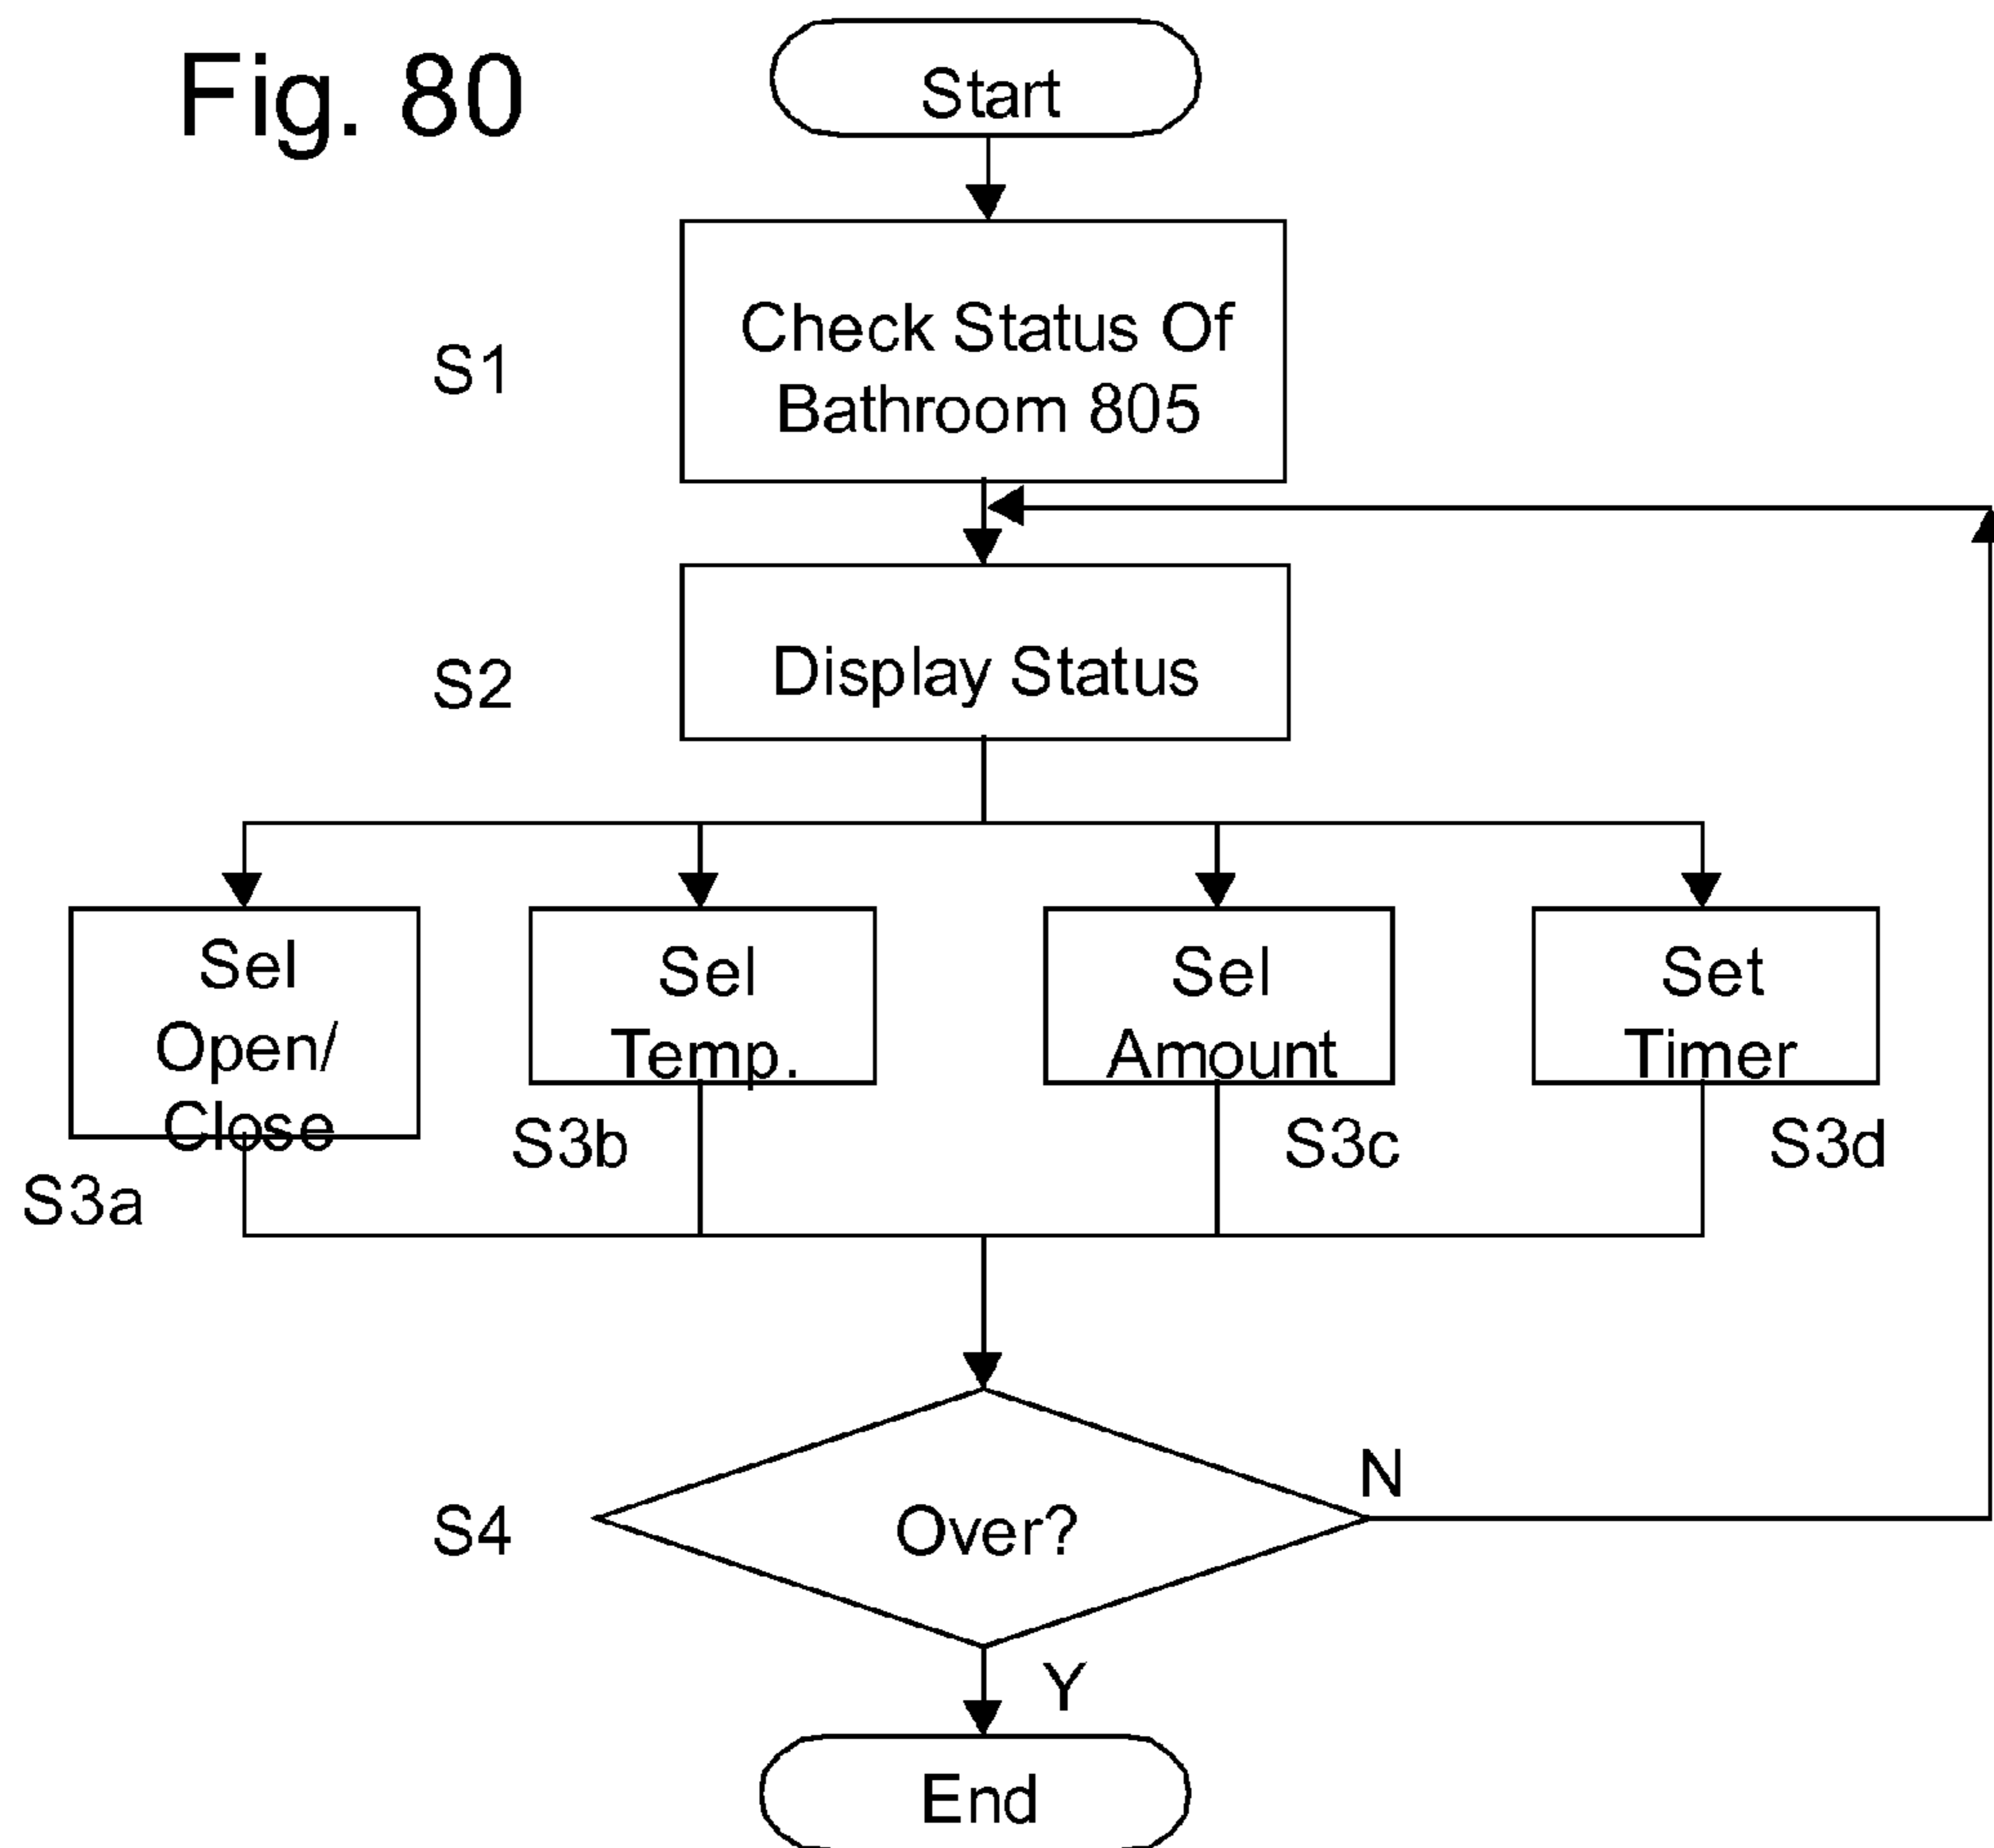 Fig. 80
Start
S1
Check Status Of
Bathroom 805
S2
Display Status
Sel
Open/
Close
S3a
Sel
Temp.
S3b
Sel
Amount
S3c
Set
Timer
S3d
S4
Over?
N
Y
End